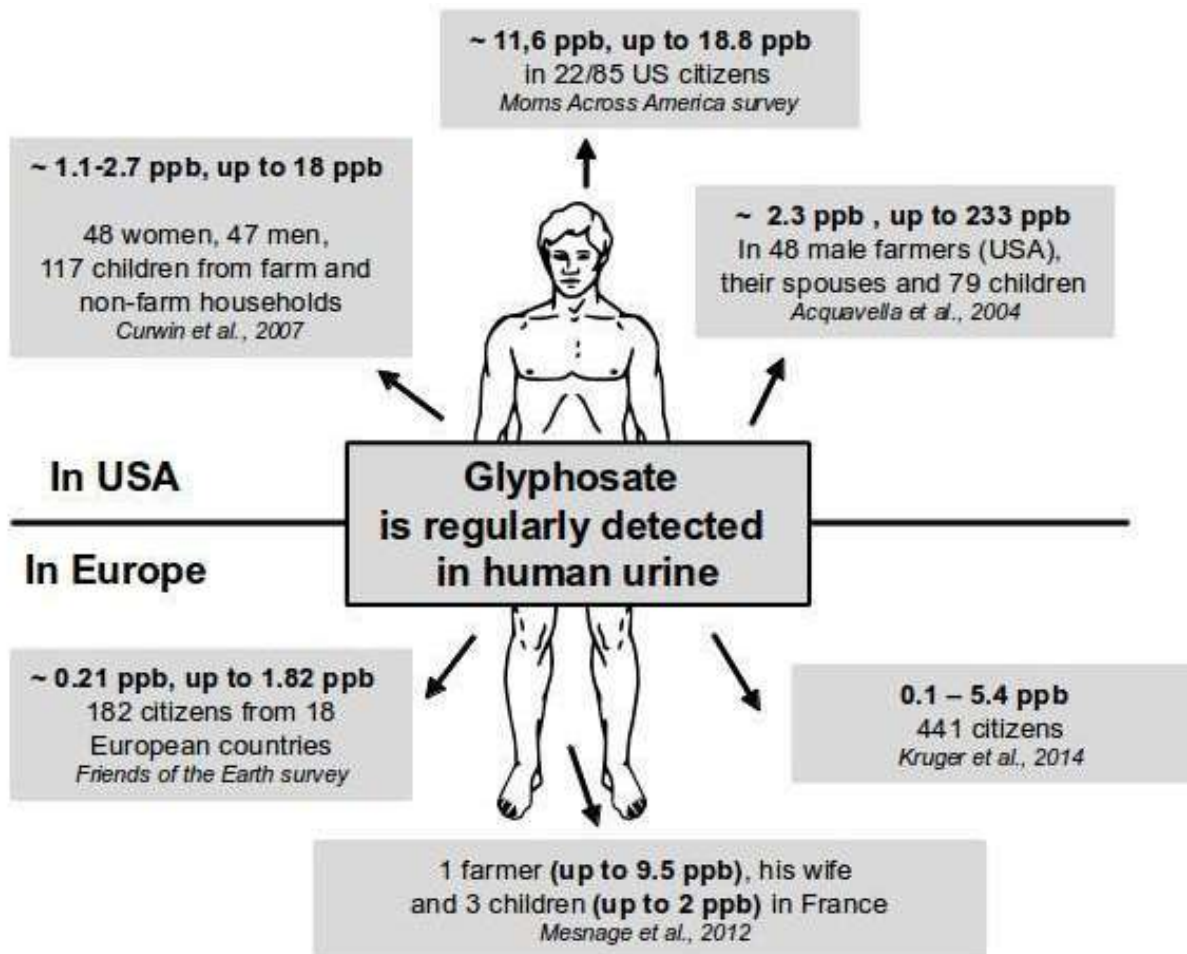 ~ 11,6 ppb, up to 18.8 ppb
in 22/85 US citizens
Moms Across America survey
~ 1.1-2.7 ppb, up to 18 ppb
48 women, 47 men,
117 children from farm and
non-farm households
Curwin et al., 2007
~ 2.3 ppb , up to 233 ppb
In 48 male farmers (USA),
their spouses and 79 children
Acquavella et al., 2004
In USA
Glyphosate
is regularly detected
in human urine
In Europe
~ 0.21 ppb, up to 1.82 ppb
182 citizens from 18
European countries
Friends of the Earth survey
0.1 – 5.4 ppb
441 citizens
Kruger et al., 2014
1 farmer (up to 9.5 ppb), his wife
and 3 children (up to 2 ppb) in France
Mesnage et al., 2012